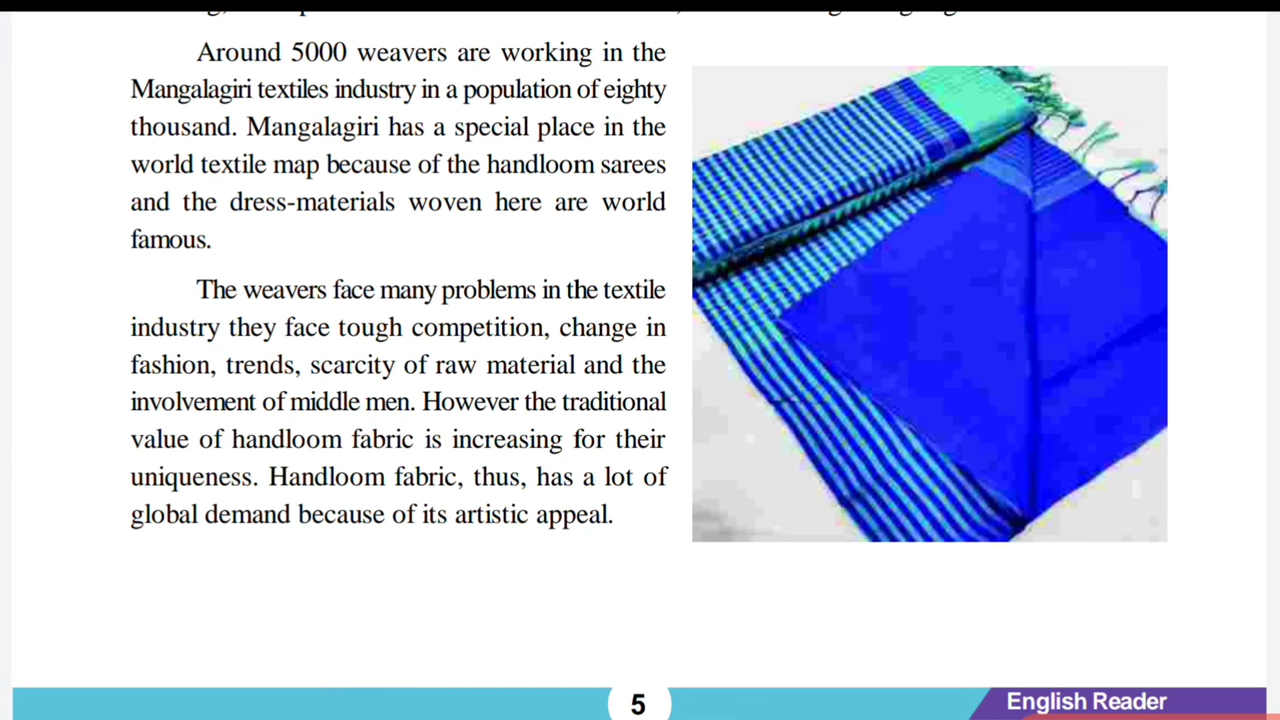 Around 5000 weavers are working in the
Mangalagiri textiles industry in a population of eighty
thousand. Mangalagiri has a special place in the
world textile map because of the handloom sarees
and the dress-materials woven here are world
famous.
The weavers face many problems in the textile
industry they face tough competition, change in
fashion, trends, scarcity of raw material and the
involvement of middle men. However the traditional
value of handloom fabric is increasing for their
uniqueness. Handloom fabric, thus, has a lot of
global demand because of its artistic appeal.
5
English Reader